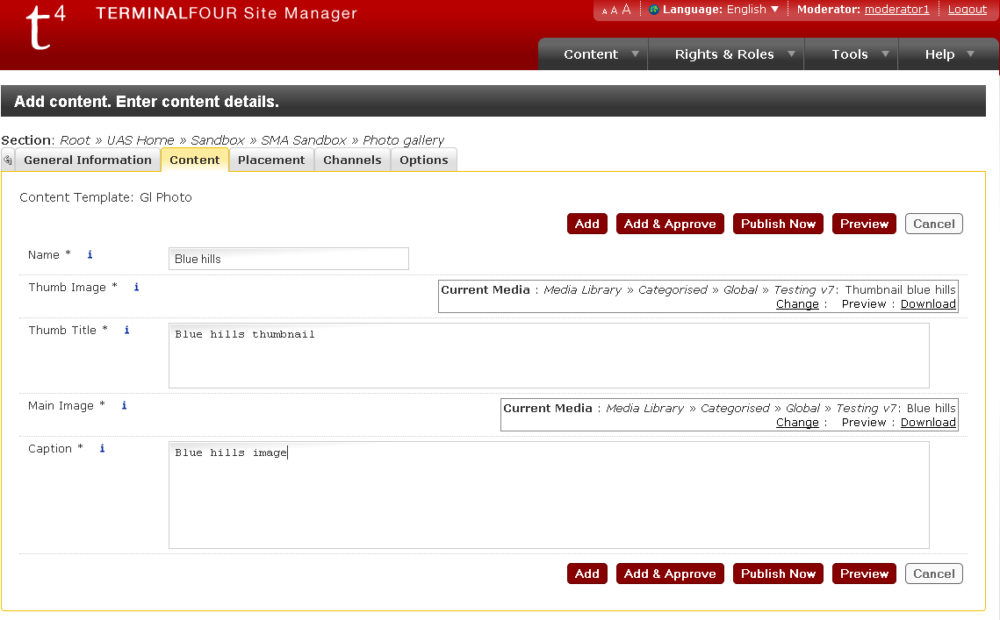 t4 TERMINALFOUR Site Manager
A A A Language: English ▼ Moderator: moderator1 Logout
Content ▼ Rights & Roles ▼ Tools ▼ Help ▼
Add content. Enter content details.
Section: Root » UAS Home » Sandbox » SMA Sandbox » Photo gallery
General Information Content Placement Channels Options
Content Template: Gl Photo
Add Add & Approve Publish Now Preview Cancel
Name * i Blue hills
Thumb Image * i Current Media : Media Library » Categorised » Global » Testing v7: Thumbnail blue hills
Change : Preview : Download
Thumb Title * i Blue hills thumbnail
Main Image * i Current Media : Media Library » Categorised » Global » Testing v7: Blue hills
Change : Preview : Download
Caption * i Blue hills image
Add Add & Approve Publish Now Preview Cancel